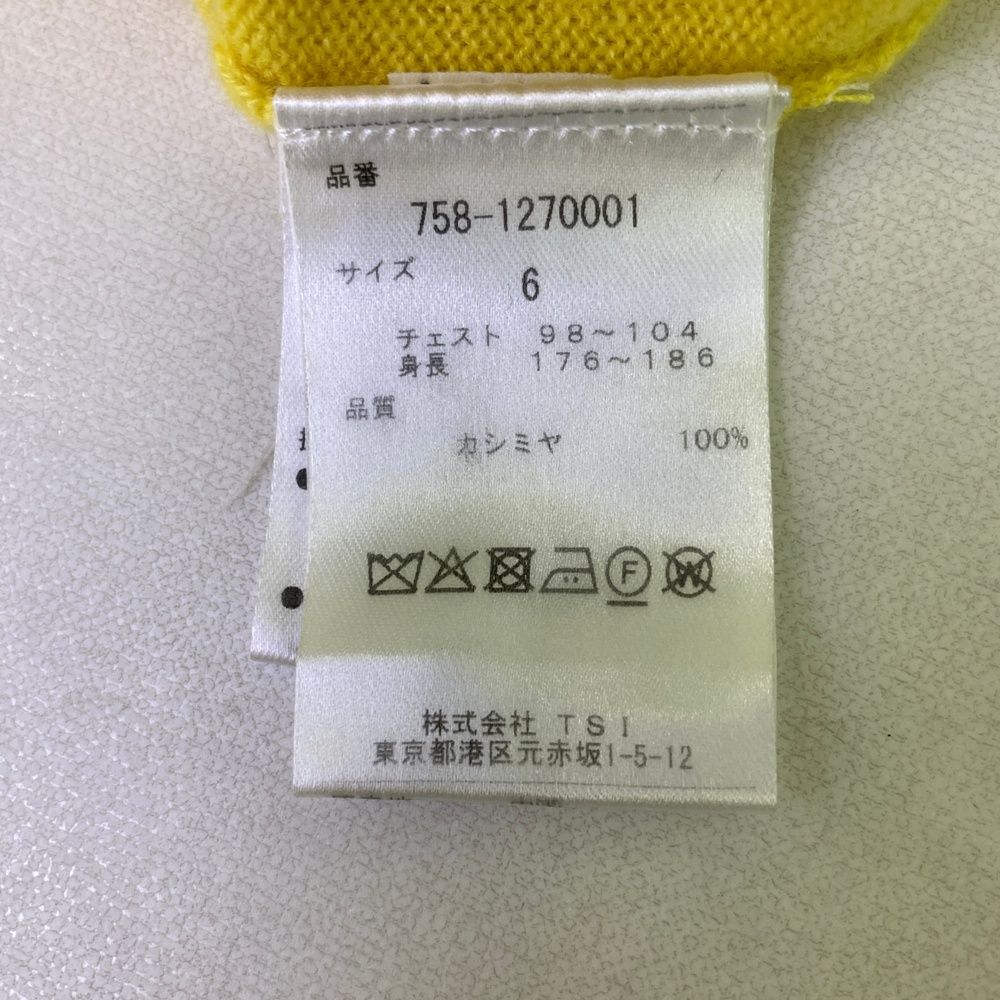 品番
758-1270001
サイズ 6
チェスト 98～104
身長 176～186
品質
カシミヤ 100%
F
W
株式会社 TSI
東京都港区元赤坂1-5-12